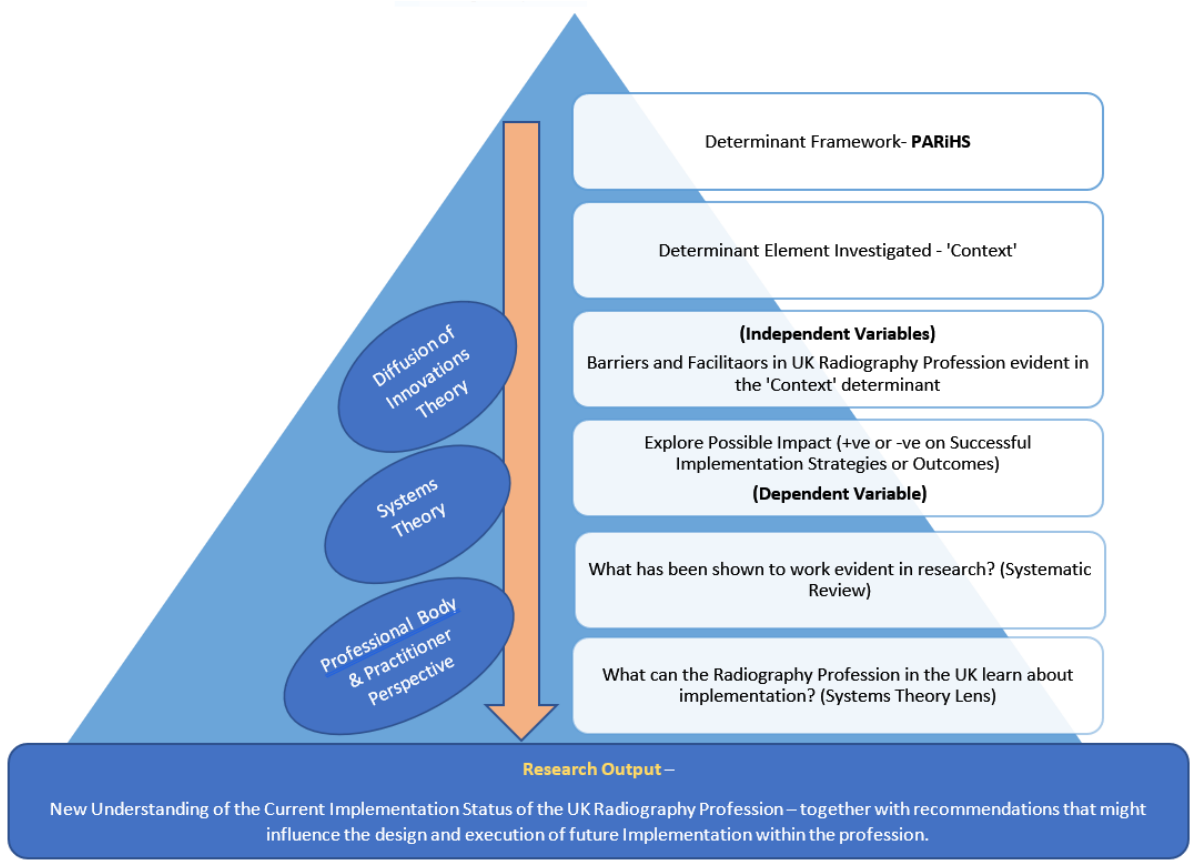 Determinant Framework- PARiHS
Determinant Element Investigated - 'Context'
(Independent Variables)
Barriers and Facilitaors in UK Radiography Profession evident in
the 'Context' determinant
Explore Possible Impact (+ve or -ve on Successful
Implementation Strategies or Outcomes)
(Dependent Variable)
What has been shown to work evident in research? (Systematic
Review)
What can the Radiography Profession in the UK learn about
implementation? (Systems Theory Lens)
Diffusion of
Innovations
Theory
Systems
Theory
Professional Body
& Practitioner
Perspective
Research Output –
New Understanding of the Current Implementation Status of the UK Radiography Profession – together with recommendations that might
influence the design and execution of future Implementation within the profession.